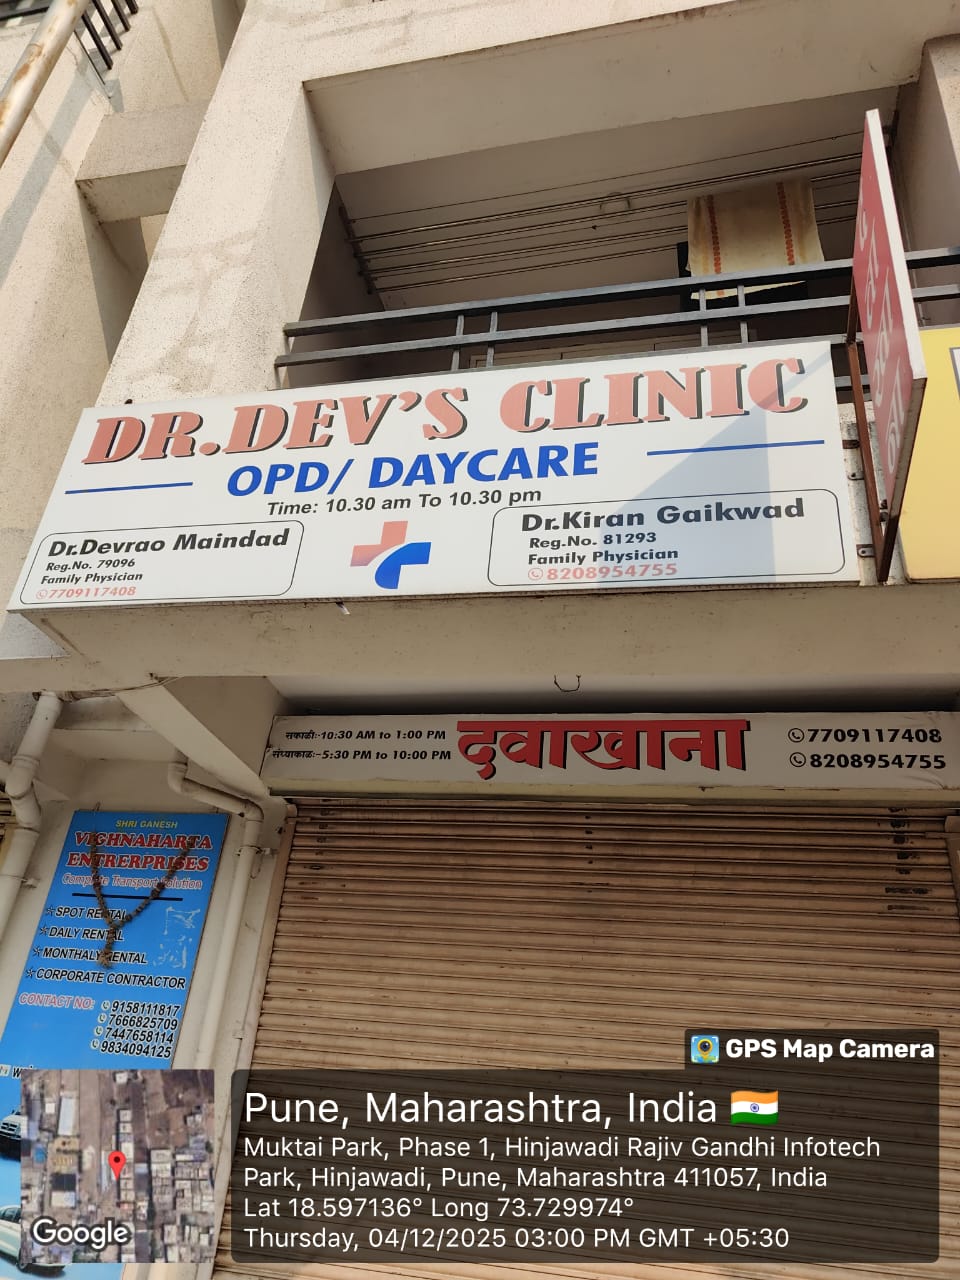 DR.DEV'S CLINIC
OPD/ DAYCARE
Time: 10.30 am To 10.30 pm
Dr.Devrao Maindad
Reg.No. 79096
Family Physician
7709117408
Dr.Kiran Gaikwad
Reg.No. 81293
Family Physician
8208954755
सकाळी:-10:30 AM to 1:00 PM
संध्याकाळ:-5:30 PM to 10:00 PM
दवाखाना
7709117408
8208954755
SHRI GANESH
VIGHNAHARTA
ENTRERPRISES
Complete Transport Solution
SPOT RENTAL
DAILY RENTAL
MONTHALY RENTAL
CORPORATE CONTRACTOR
CONTACT NO: 9158111817
7666825709
7447658114
9834094125
GPS Map Camera
Pune, Maharashtra, India
Muktai Park, Phase 1, Hinjawadi Rajiv Gandhi Infotech
Park, Hinjawadi, Pune, Maharashtra 411057, India
Lat 18.597136° Long 73.729974°
Thursday, 04/12/2025 03:00 PM GMT +05:30
Google